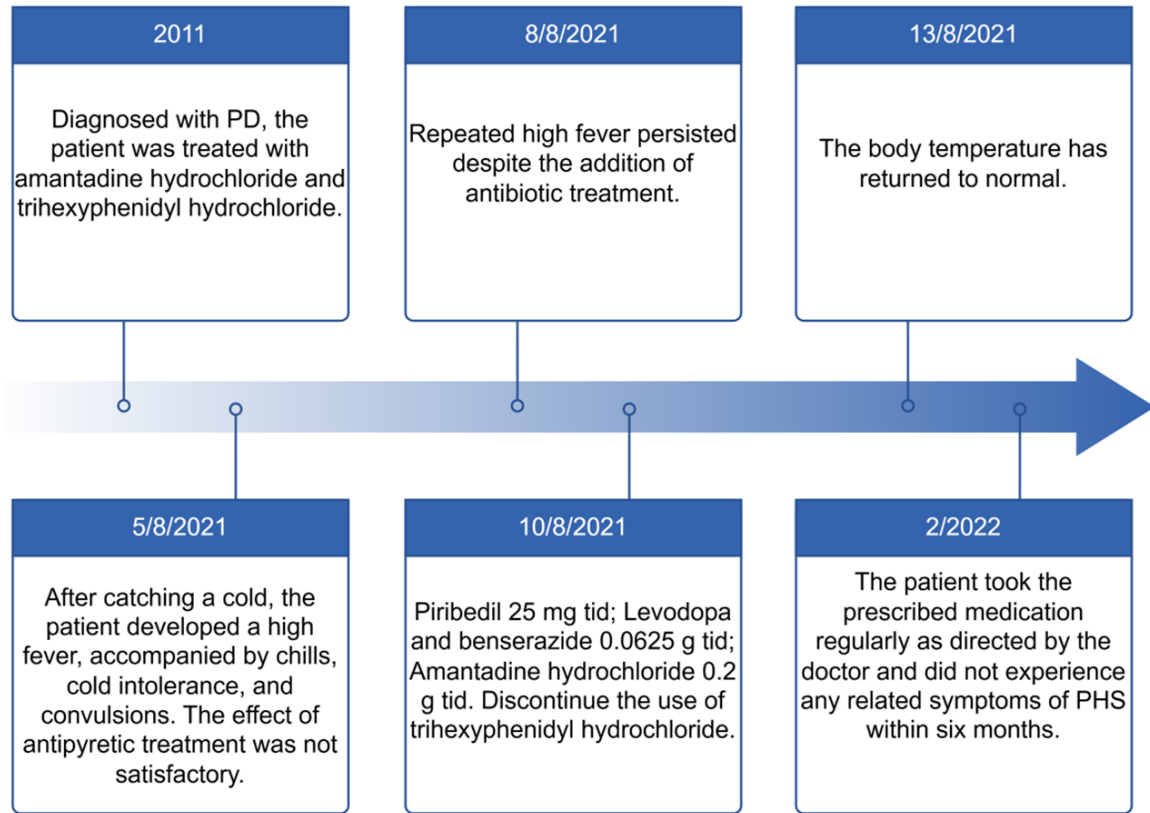 2011
Diagnosed with PD, the
patient was treated with
amantadine hydrochloride and
trihexyphenidyl hydrochloride.
8/8/2021
Repeated high fever persisted
despite the addition of
antibiotic treatment.
13/8/2021
The body temperature has
returned to normal.
5/8/2021
After catching a cold, the
patient developed a high
fever, accompanied by chills,
cold intolerance, and
convulsions. The effect of
antipyretic treatment was not
satisfactory.
10/8/2021
Piribedil 25 mg tid; Levodopa
and benserazide 0.0625 g tid;
Amantadine hydrochloride 0.2
g tid. Discontinue the use of
trihexyphenidyl hydrochloride.
2/2022
The patient took the
prescribed medication
regularly as directed by the
doctor and did not experience
any related symptoms of PHS
within six months.